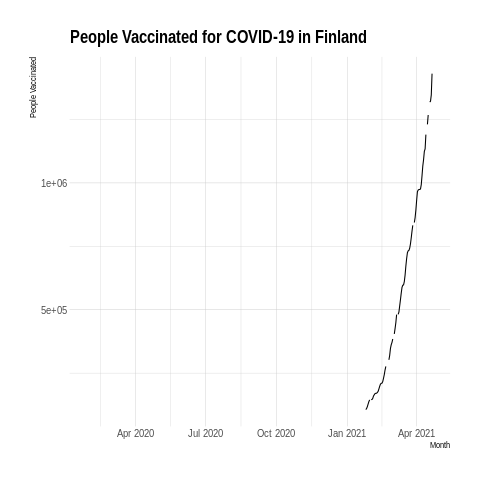 People Vaccinated for COVID-19 in Finland
People Vaccinated
1e+06
5e+05
Apr 2020 Jul 2020 Oct 2020 Jan 2021 Apr 2021
Month